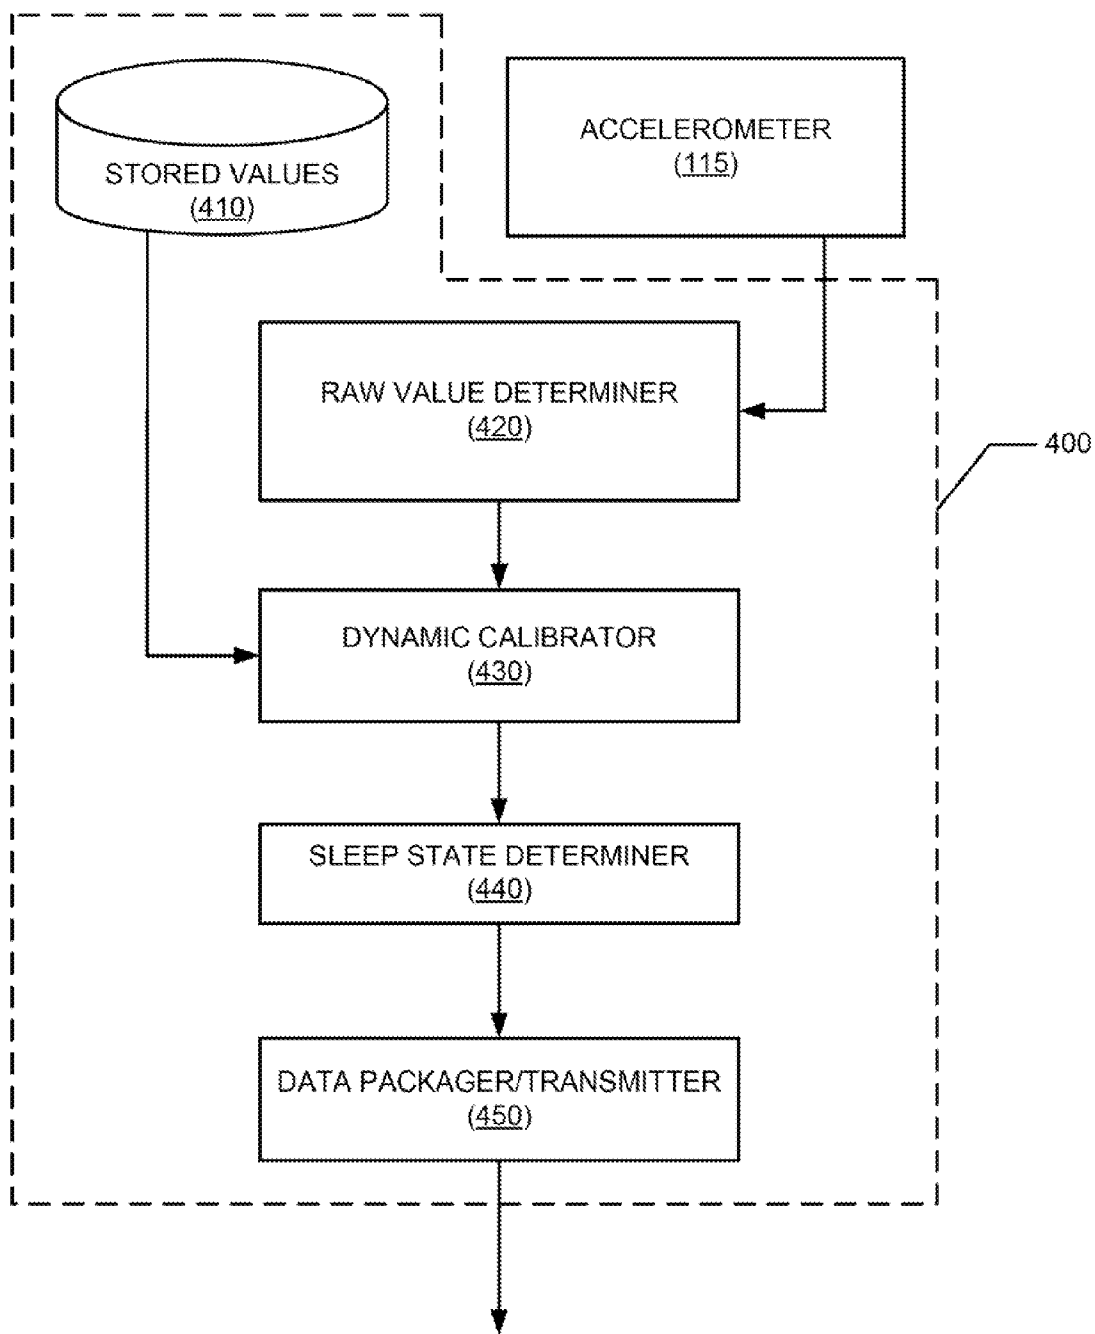 STORED VALUES
(410)
ACCELEROMETER
(115)
RAW VALUE DETERMINER
(420)
400
DYNAMIC CALIBRATOR
(430)
SLEEP STATE DETERMINER
(440)
DATA PACKAGER/TRANSMITTER
(450)